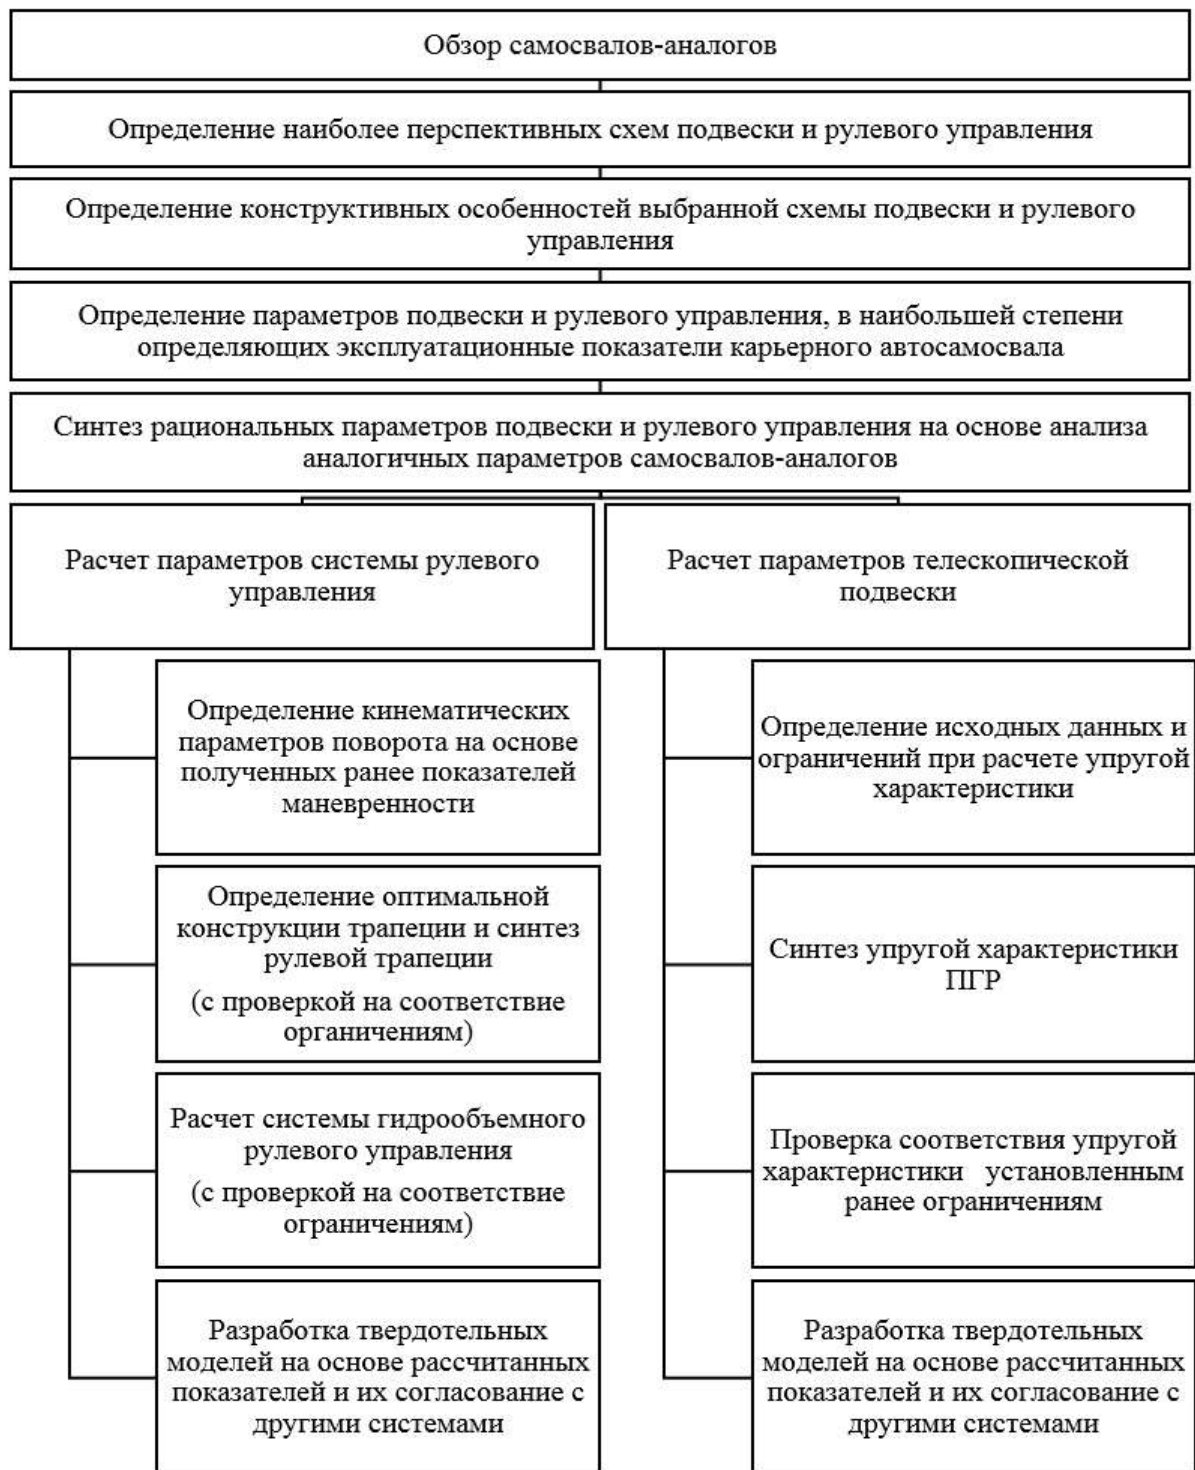 Обзор самосвалов-аналогов
Определение наиболее перспективных схем подвески и рулевого управления
Определение конструктивных особенностей выбранной схемы подвески и рулевого
управления
Определение параметров подвески и рулевого управления, в наибольшей степени
определяющих эксплуатационные показатели карьерного автосамосвала
Синтез рациональных параметров подвески и рулевого управления на основе анализа
аналогичных параметров самосвалов-аналогов
Расчет параметров системы рулевого
управления
Определение кинематических
параметров поворота на основе
полученных ранее показателей
маневренности
Определение оптимальной
конструкции трапеции и синтез
рулевой трапеции
(с проверкой на соответствие
органичениям)
Расчет системы гидрообъемного
рулевого управления
(с проверкой на соответствие
ограничениям)
Разработка твердотельных
моделей на основе рассчитанных
показателей и их согласование с
другими системами
Расчет параметров телескопической
подвески
Определение исходных данных и
ограничений при расчете упругой
характеристики
Синтез упругой характеристики
ПГР
Проверка соответствия упругой
характеристики установленным
ранее ограничениям
Разработка твердотельных
моделей на основе рассчитанных
показателей и их согласование с
другими системами